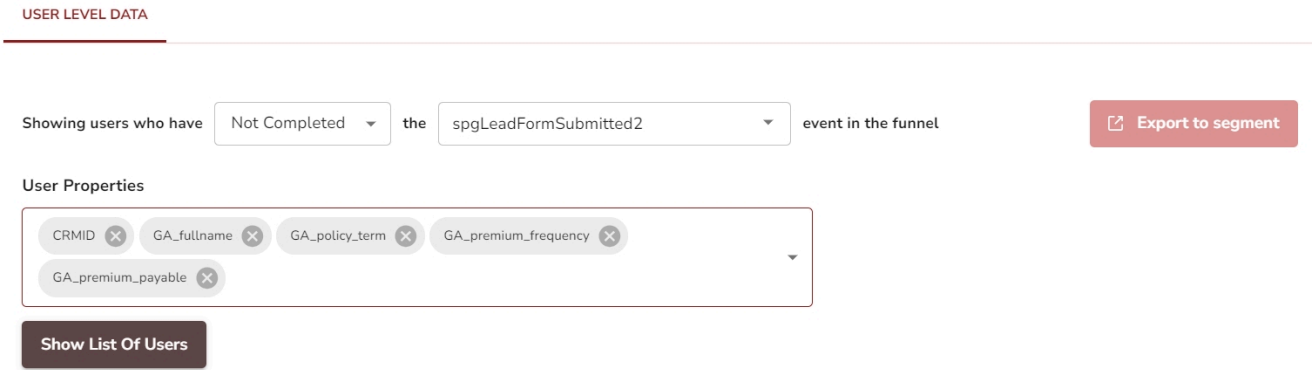 USER LEVEL DATA
Showing users who have Not Completed the spgLeadFormSubmitted2 event in the funnel Export to segment
User Properties
CRMID GA_fullname GA_policy_term GA_premium_frequency
GA_premium_payable
Show List Of Users